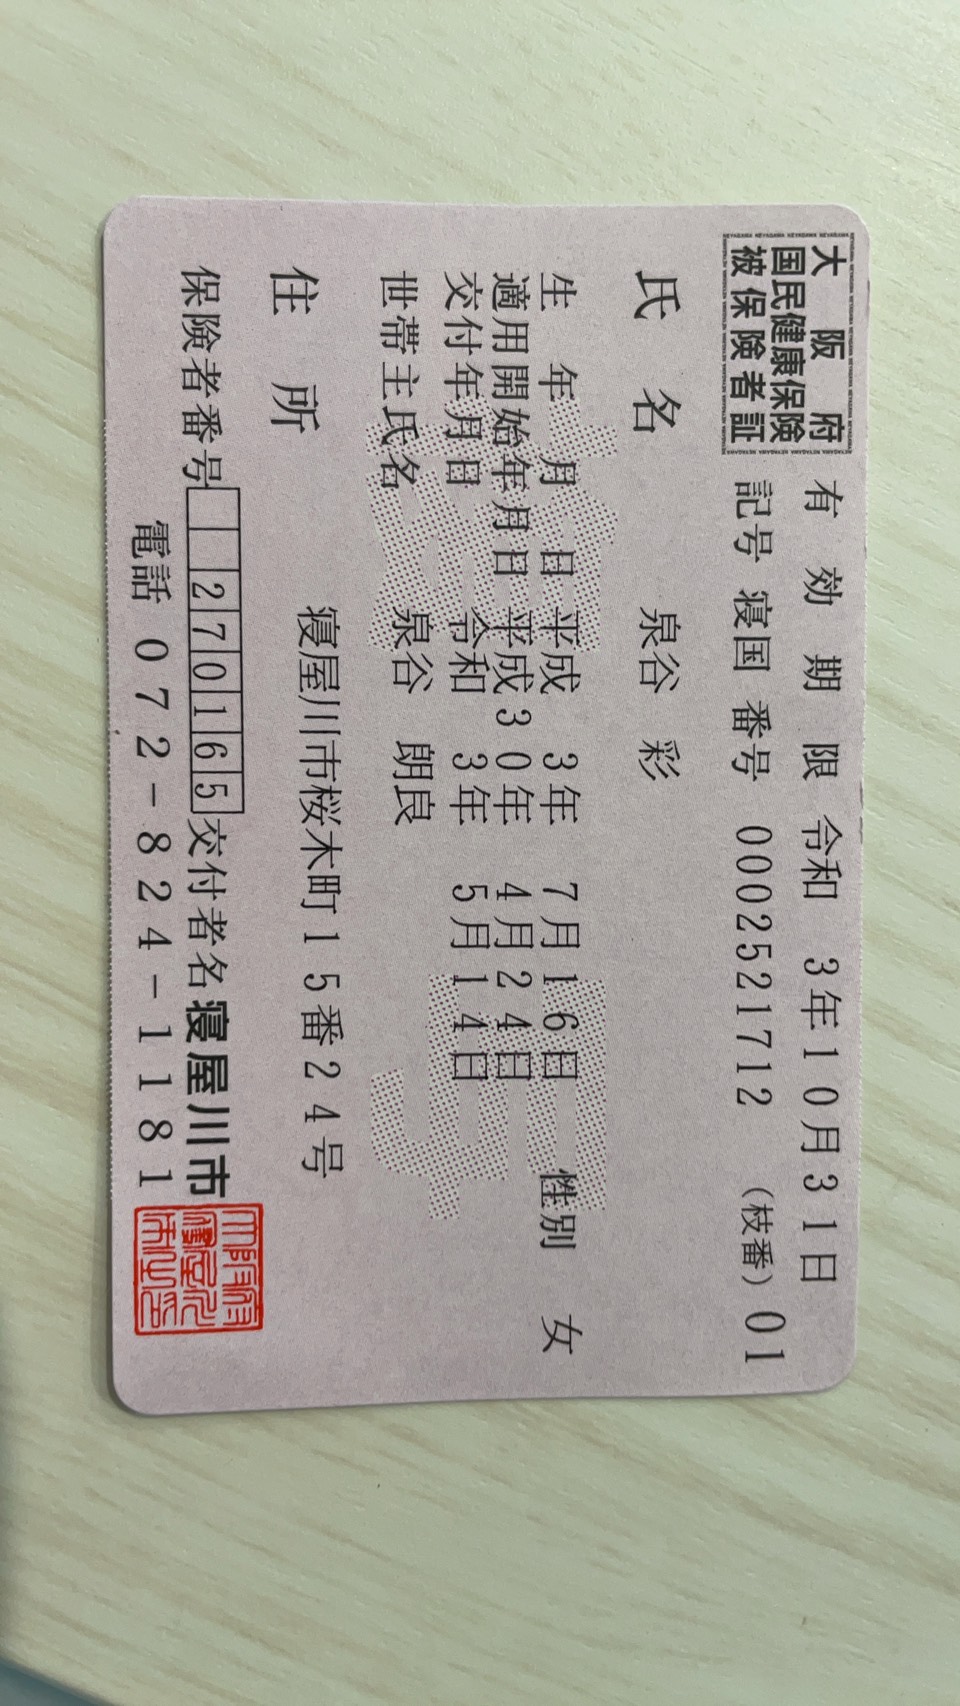 大阪府
国民健康保険
被保険者証
有効期限 令和 3年10月31日
記号 寝国 番号 0002521712 (枝番) 01
氏名 泉谷 彩
生年月日 平成 3年 7月16日 性別 女
適用開始年月日 平成30年 4月24日
交付年月日 令和 3年 5月14日
世帯主氏名 泉谷 朗良
住所 寝屋川市桜木町15番24号
保険者番号 270165 交付者名 寝屋川市
電話 072-824-1181